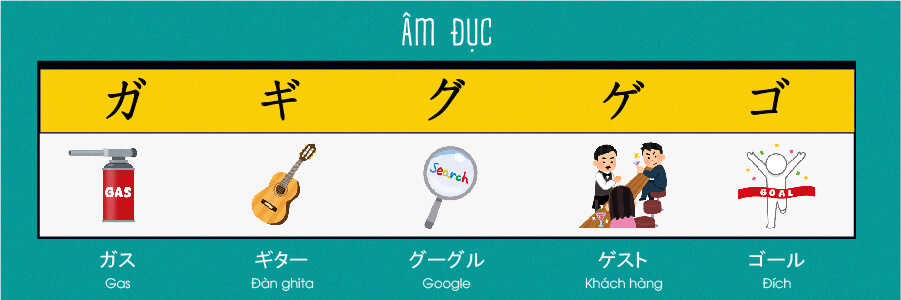 ÂM ĐỤC
ガ ギ グ ゲ ゴ
GAS Search GOAL
ガス ギター グーグル ゲスト ゴール
Gas Đàn ghita Google Khách hàng Đích